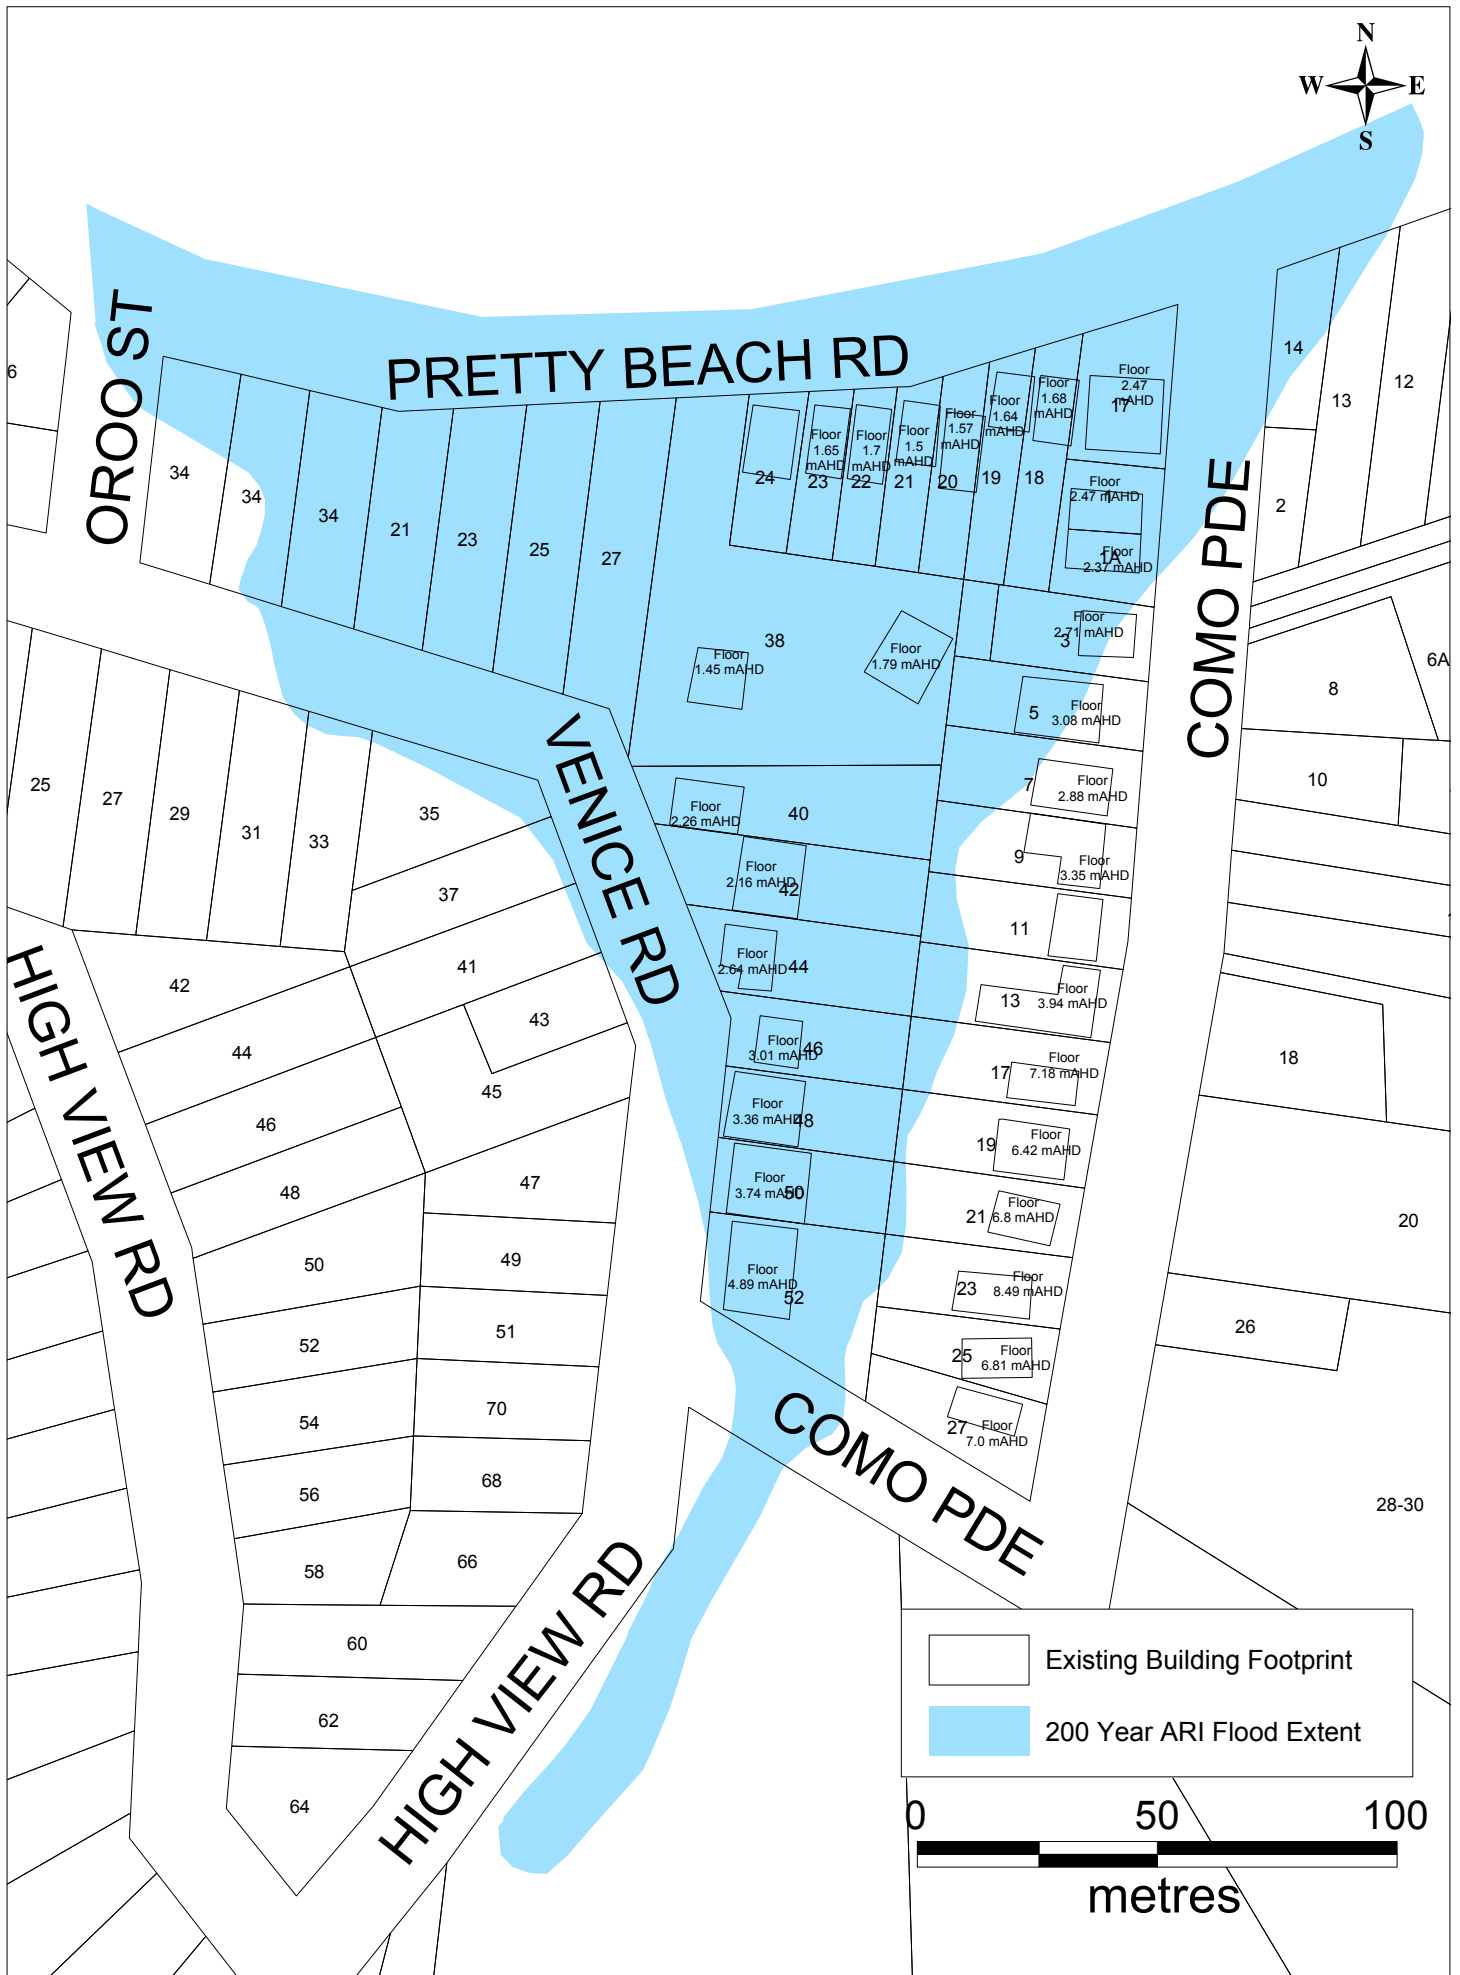 N
W E
S
OROO ST
PRETTY BEACH RD
VENICE RD
COMO PDE
COMO PDE
HIGH VIEW RD
HIGH VIEW RD
6
34
34
34
21
23
25
27
24
23
Floor
1.65
mAHD
22
Floor
1.7
mAHD
21
Floor
1.5
mAHD
20
Floor
1.57
mAHD
19
Floor
1.64
mAHD
18
Floor
1.68
mAHD
17
Floor
2.47
mAHD
1
Floor
2.47 mAHD
1A
Floor
2.37 mAHD
14
13
12
2
38
Floor
1.45 mAHD
Floor
1.79 mAHD
3
Floor
2.71 mAHD
5
Floor
3.08 mAHD
7
Floor
2.88 mAHD
9
Floor
3.35 mAHD
11
13
Floor
3.94 mAHD
17
Floor
7.18 mAHD
19
Floor
6.42 mAHD
21
Floor
6.8 mAHD
23
Floor
8.49 mAHD
25
Floor
6.81 mAHD
27
Floor
7.0 mAHD
40
Floor
2.26 mAHD
42
Floor
2.16 mAHD
44
Floor
2.64 mAHD
46
Floor
3.01 mAHD
48
Floor
3.36 mAHD
50
Floor
3.74 mAHD
52
Floor
4.89 mAHD
6A
8
10
18
20
26
28-30
25
27
29
31
33
35
37
41
43
45
47
49
51
70
68
66
42
44
46
48
50
52
54
56
58
60
62
64
Existing Building Footprint
200 Year ARI Flood Extent
0 50 100
metres